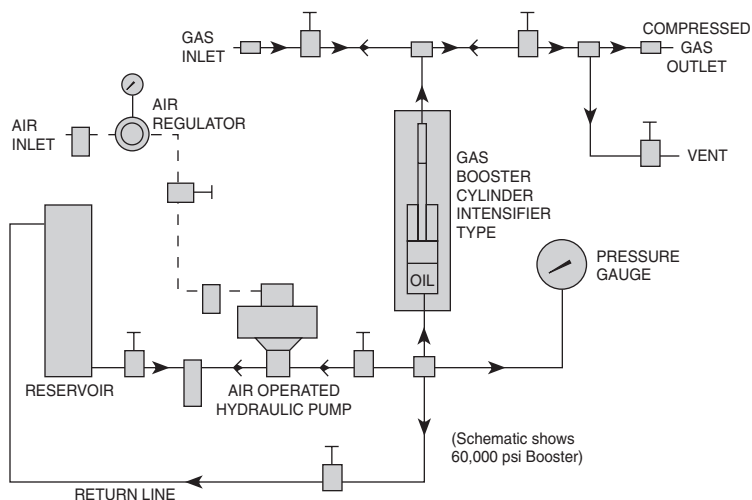 GAS
INLET
COMPRESSED
GAS
OUTLET
AIR
REGULATOR
AIR
INLET
GAS
BOOSTER
CYLINDER
INTENSIFIER
TYPE
VENT
PRESSURE
GAUGE
OIL
RESERVOIR
AIR OPERATED
HYDRAULIC PUMP
(Schematic shows
60,000 psi Booster)
RETURN LINE